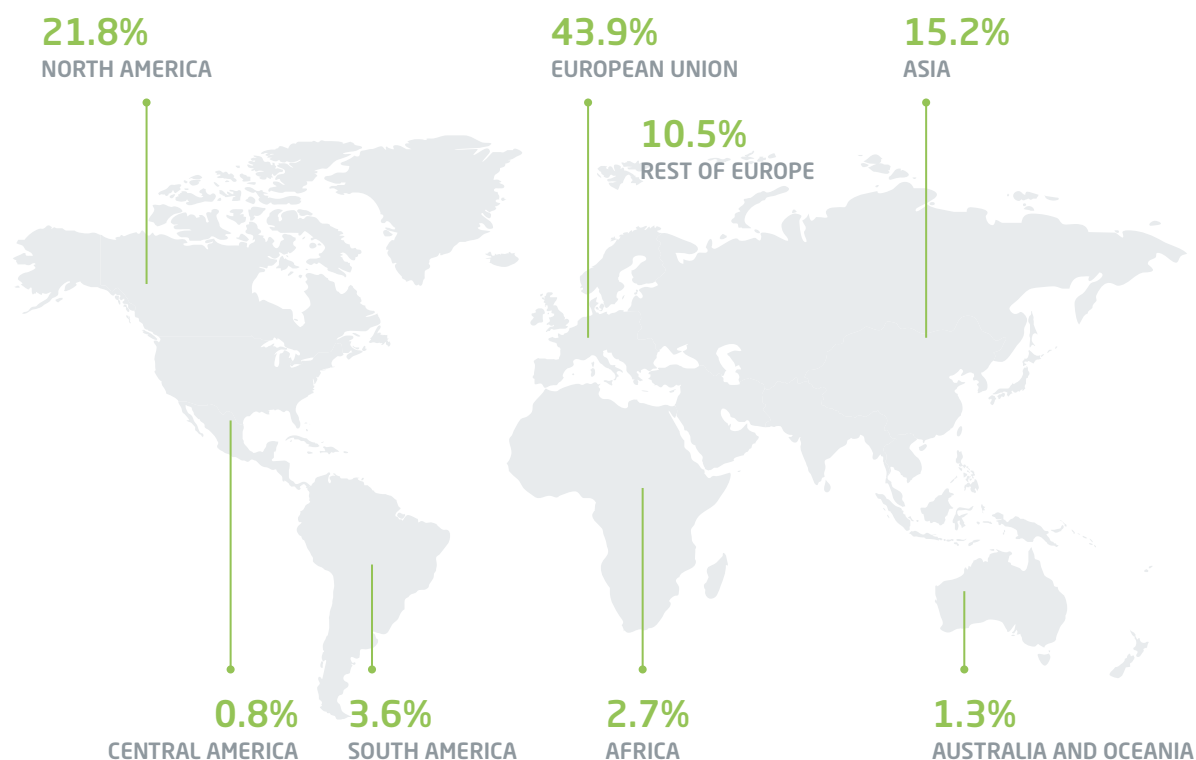 21.8%
NORTH AMERICA
43.9%
EUROPEAN UNION
15.2%
ASIA
10.5%
REST OF EUROPE
0.8%
CENTRAL AMERICA
3.6%
SOUTH AMERICA
2.7%
AFRICA
1.3%
AUSTRALIA AND OCEANIA